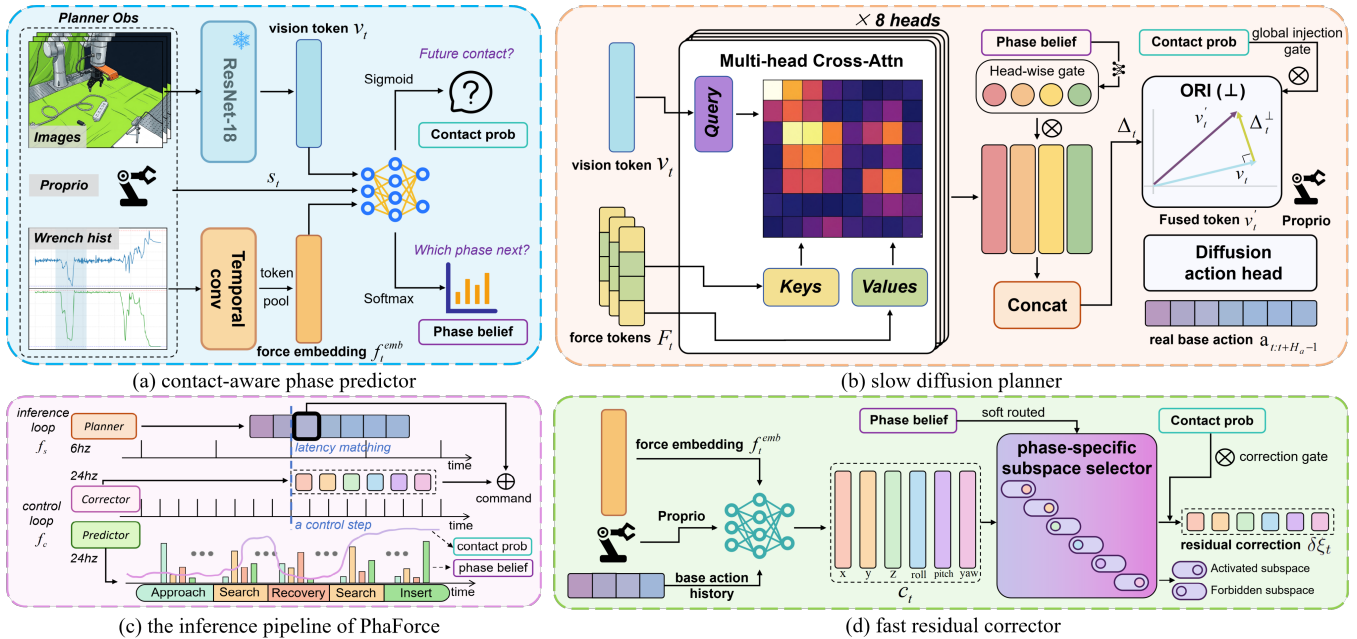 Planner Obs
Images
Proprio
Wrench hist
ResNet-18
vision token v_t
s_t
Temporal conv
token pool
force embedding f_t^{emb}
Sigmoid
Softmax
Future contact?
?
Contact prob
Which phase next?
Phase belief
(a) contact-aware phase predictor
× 8 heads
vision token v_t
force tokens F_t
Multi-head Cross-Attn
Query
Keys
Values
Phase belief
Head-wise gate
Concat
Δ_t
Contact prob
global injection
gate
ORI (⊥)
v_t'
Δ_t^⊥
v_t
Fused token v_t'
Proprio
Diffusion
action head
real base action a_{t:t+H_a-1}
(b) slow diffusion planner
inference
loop
f_s
Planner
6hz
latency matching
time
24hz
Corrector
command
control
loop
f_c
time
a control step
Predictor
24hz
contact prob
phase belief
Approach
Search
Recovery
Search
Insert
time
(c) the inference pipeline of PhaForce
force embedding f_t^{emb}
Proprio
base action
history
x y z roll pitch yaw
c_t
Phase belief
soft routed
phase-specific
subspace selector
Contact prob
correction gate
residual correction δξ_t
Activated subspace
Forbidden subspace
(d) fast residual corrector